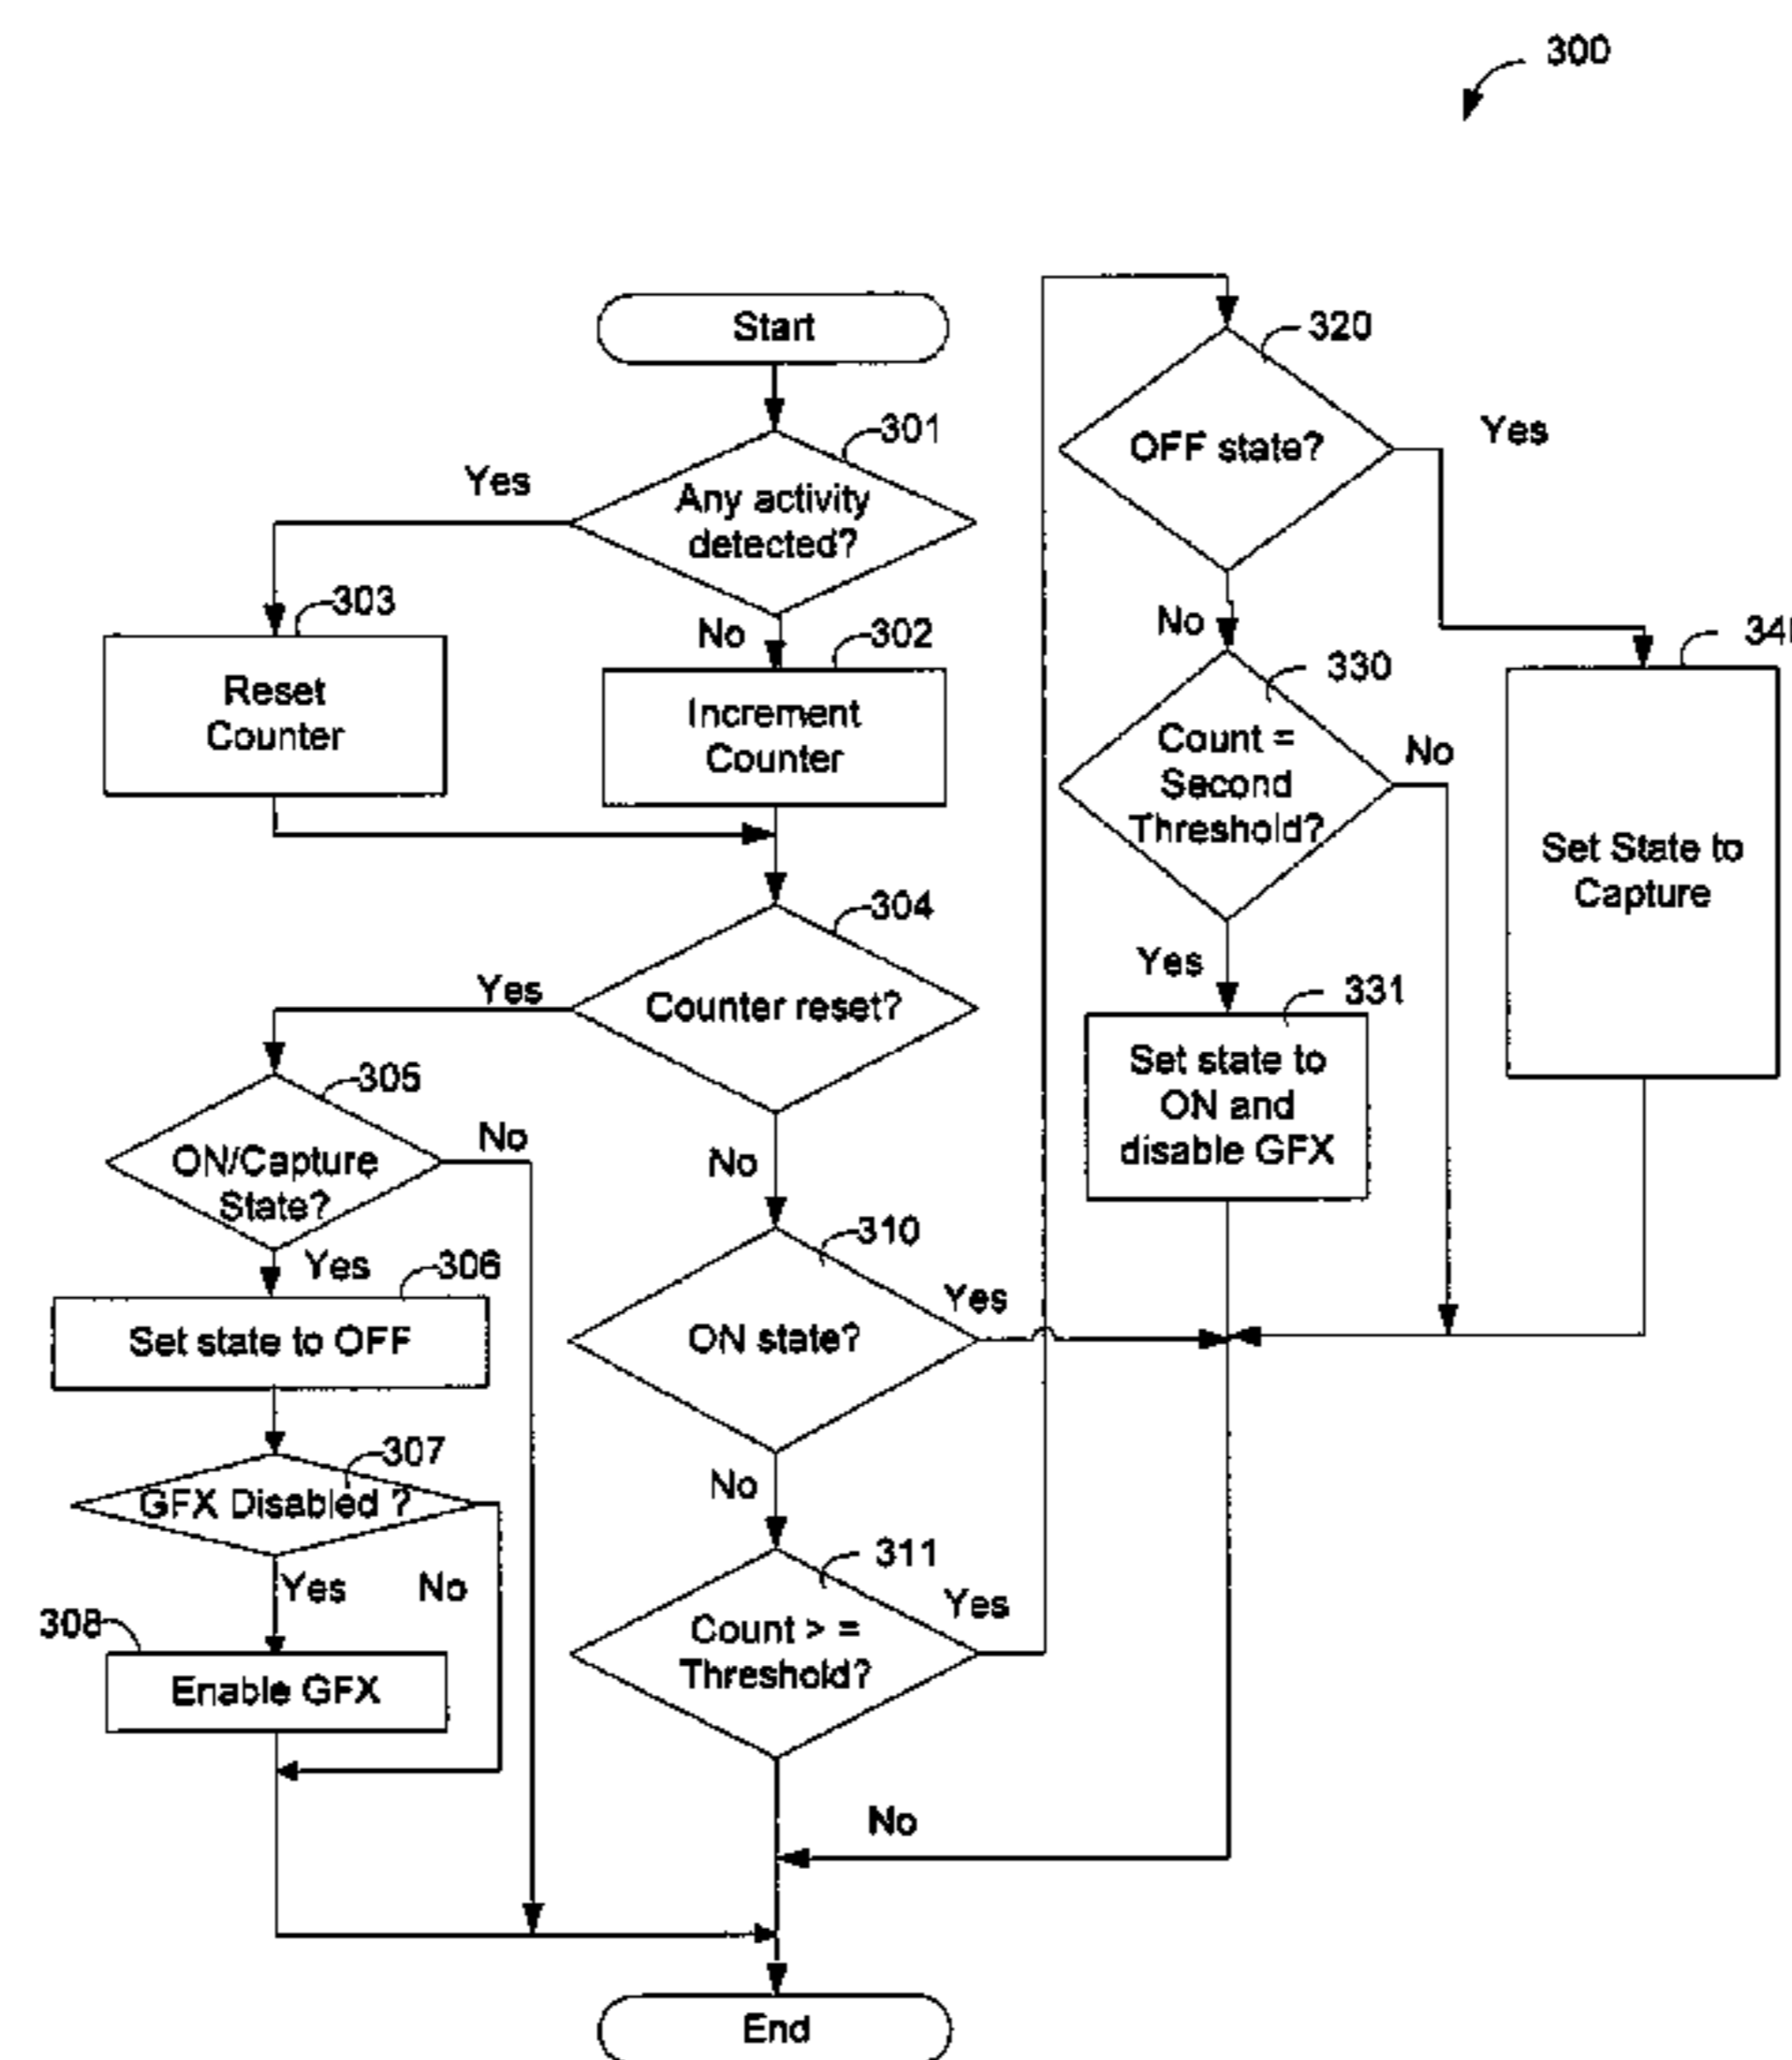 300
Start
301
Any activity
detected?
Yes
No
303
Reset
Counter
302
Increment
Counter
304
Counter reset?
Yes
No
305
ON/Capture
State?
No
Yes
306
Set state to OFF
307
GFX Disabled ?
Yes
No
308
Enable GFX
310
ON state?
Yes
No
311
Count > =
Threshold?
Yes
No
320
OFF state?
Yes
No
330
Count =
Second
Threshold?
No
Yes
331
Set state to
ON and
disable GFX
Set State to
Capture
End